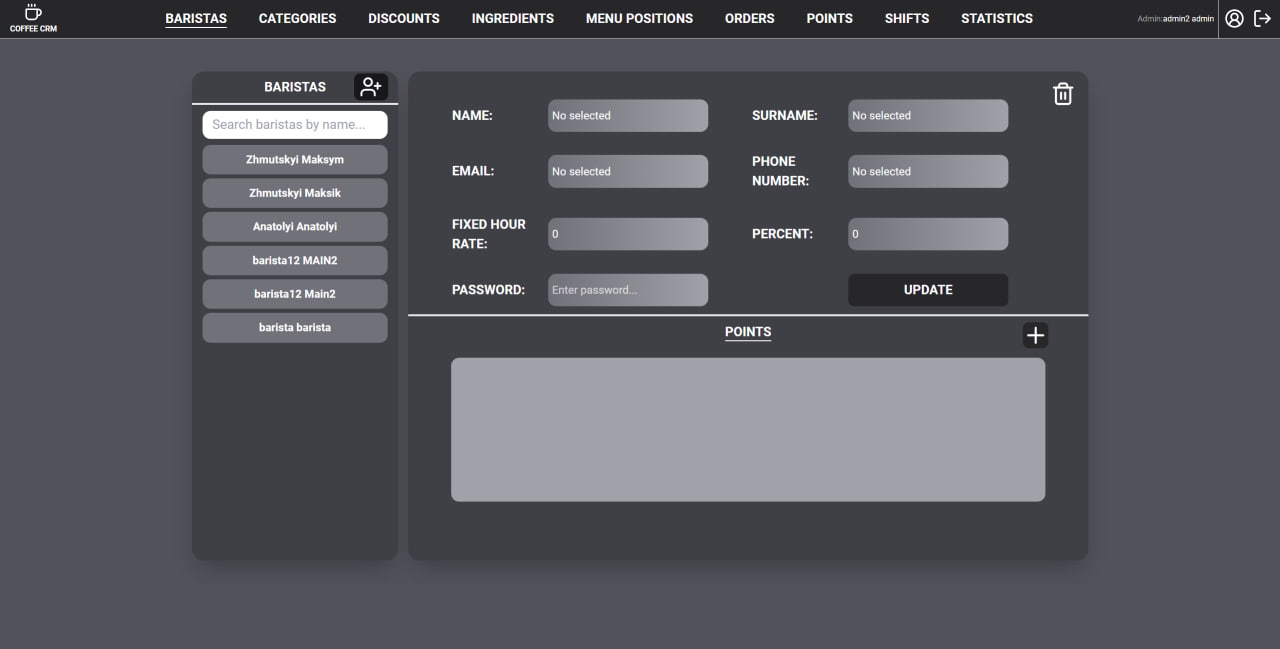 COFFEE CRM
BARISTAS CATEGORIES DISCOUNTS INGREDIENTS MENU POSITIONS ORDERS POINTS SHIFTS STATISTICS
Admin:admin2 admin
BARISTAS
Search baristas by name...
Zhmutskyi Maksym
Zhmutskyi Maksik
Anatolyi Anatolyi
barista12 MAIN2
barista12 Main2
barista barista
NAME: No selected
SURNAME: No selected
EMAIL: No selected
PHONE
NUMBER: No selected
FIXED HOUR
RATE: 0
PERCENT: 0
PASSWORD: Enter password...
UPDATE
POINTS